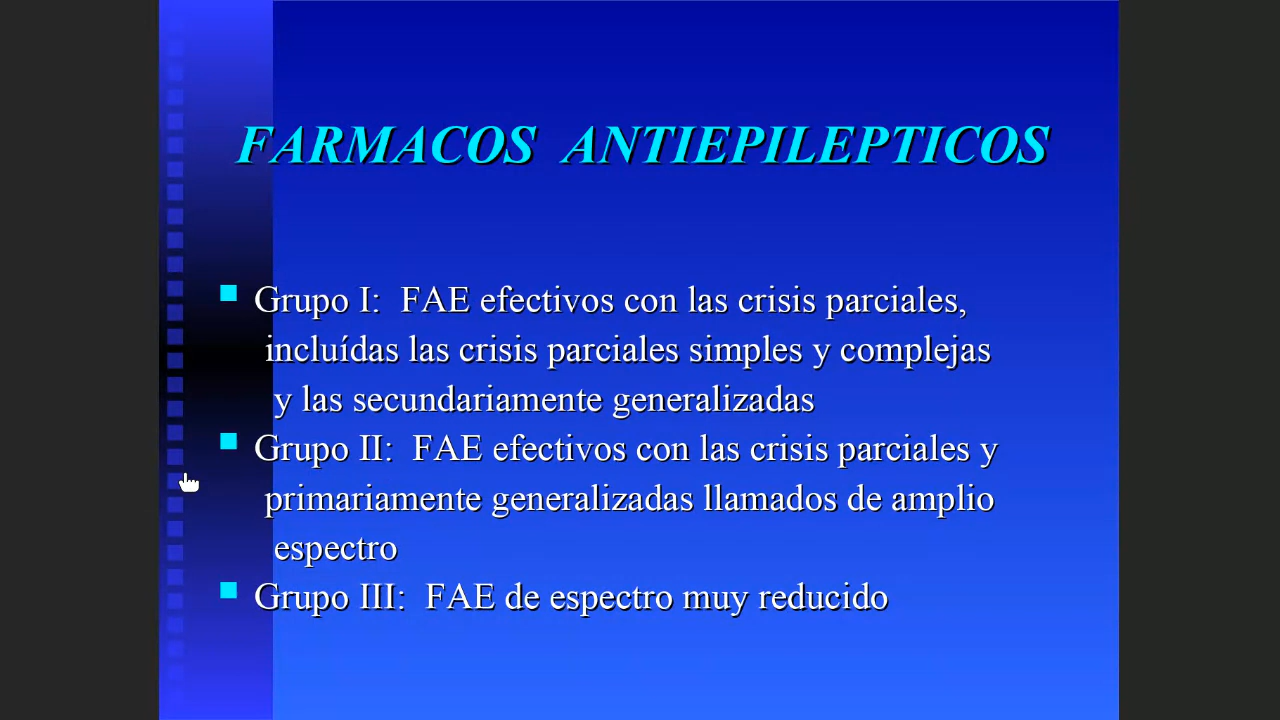 FARMACOS ANTIEPILEPTICOS
Grupo I: FAE efectivos con las crisis parciales,
incluídas las crisis parciales simples y complejas
y las secundariamente generalizadas
Grupo II: FAE efectivos con las crisis parciales y
primariamente generalizadas llamados de amplio
espectro
Grupo III: FAE de espectro muy reducido